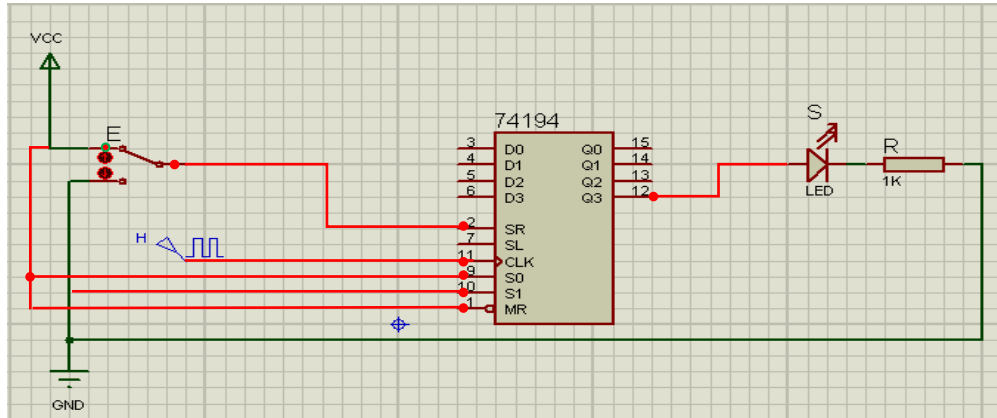 VCC
E
74194
S
3 D0 Q0 15
R
4 D1 Q1 14
5 D2 Q2 13
6 D3 Q3 12
LED
1K
2 SR
7 SL
H
11 CLK
9 S0
10 S1
1 MR
GND